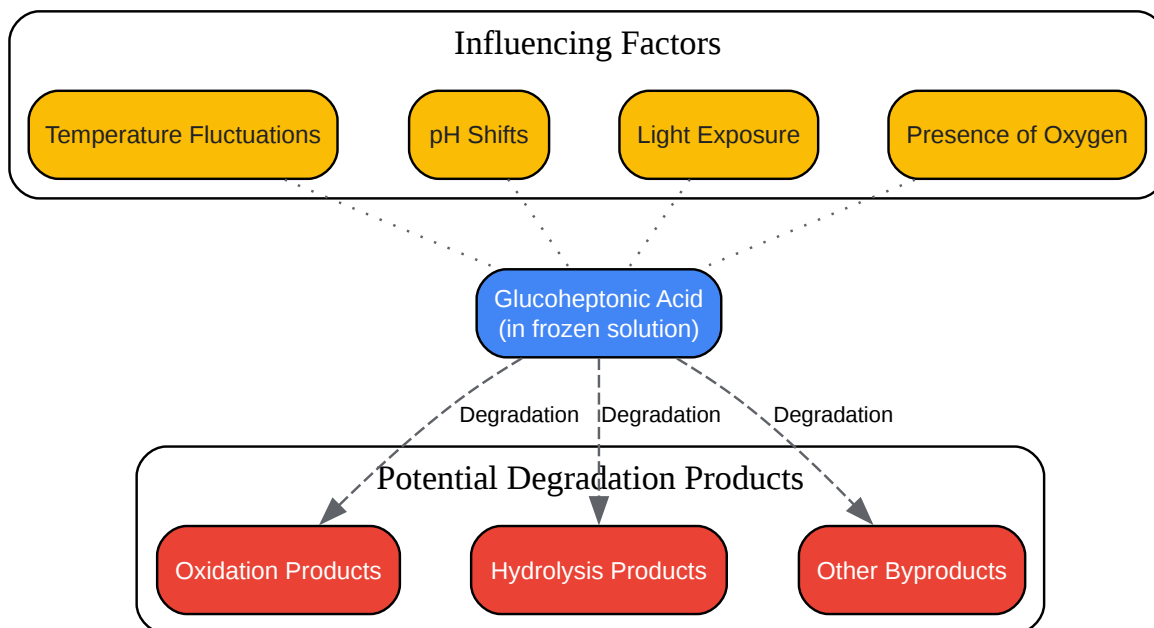 Influencing Factors
Temperature Fluctuations
pH Shifts
Light Exposure
Presence of Oxygen
Glucoheptonic Acid
(in frozen solution)
Degradation
Degradation
Degradation
Potential Degradation Products
Oxidation Products
Hydrolysis Products
Other Byproducts